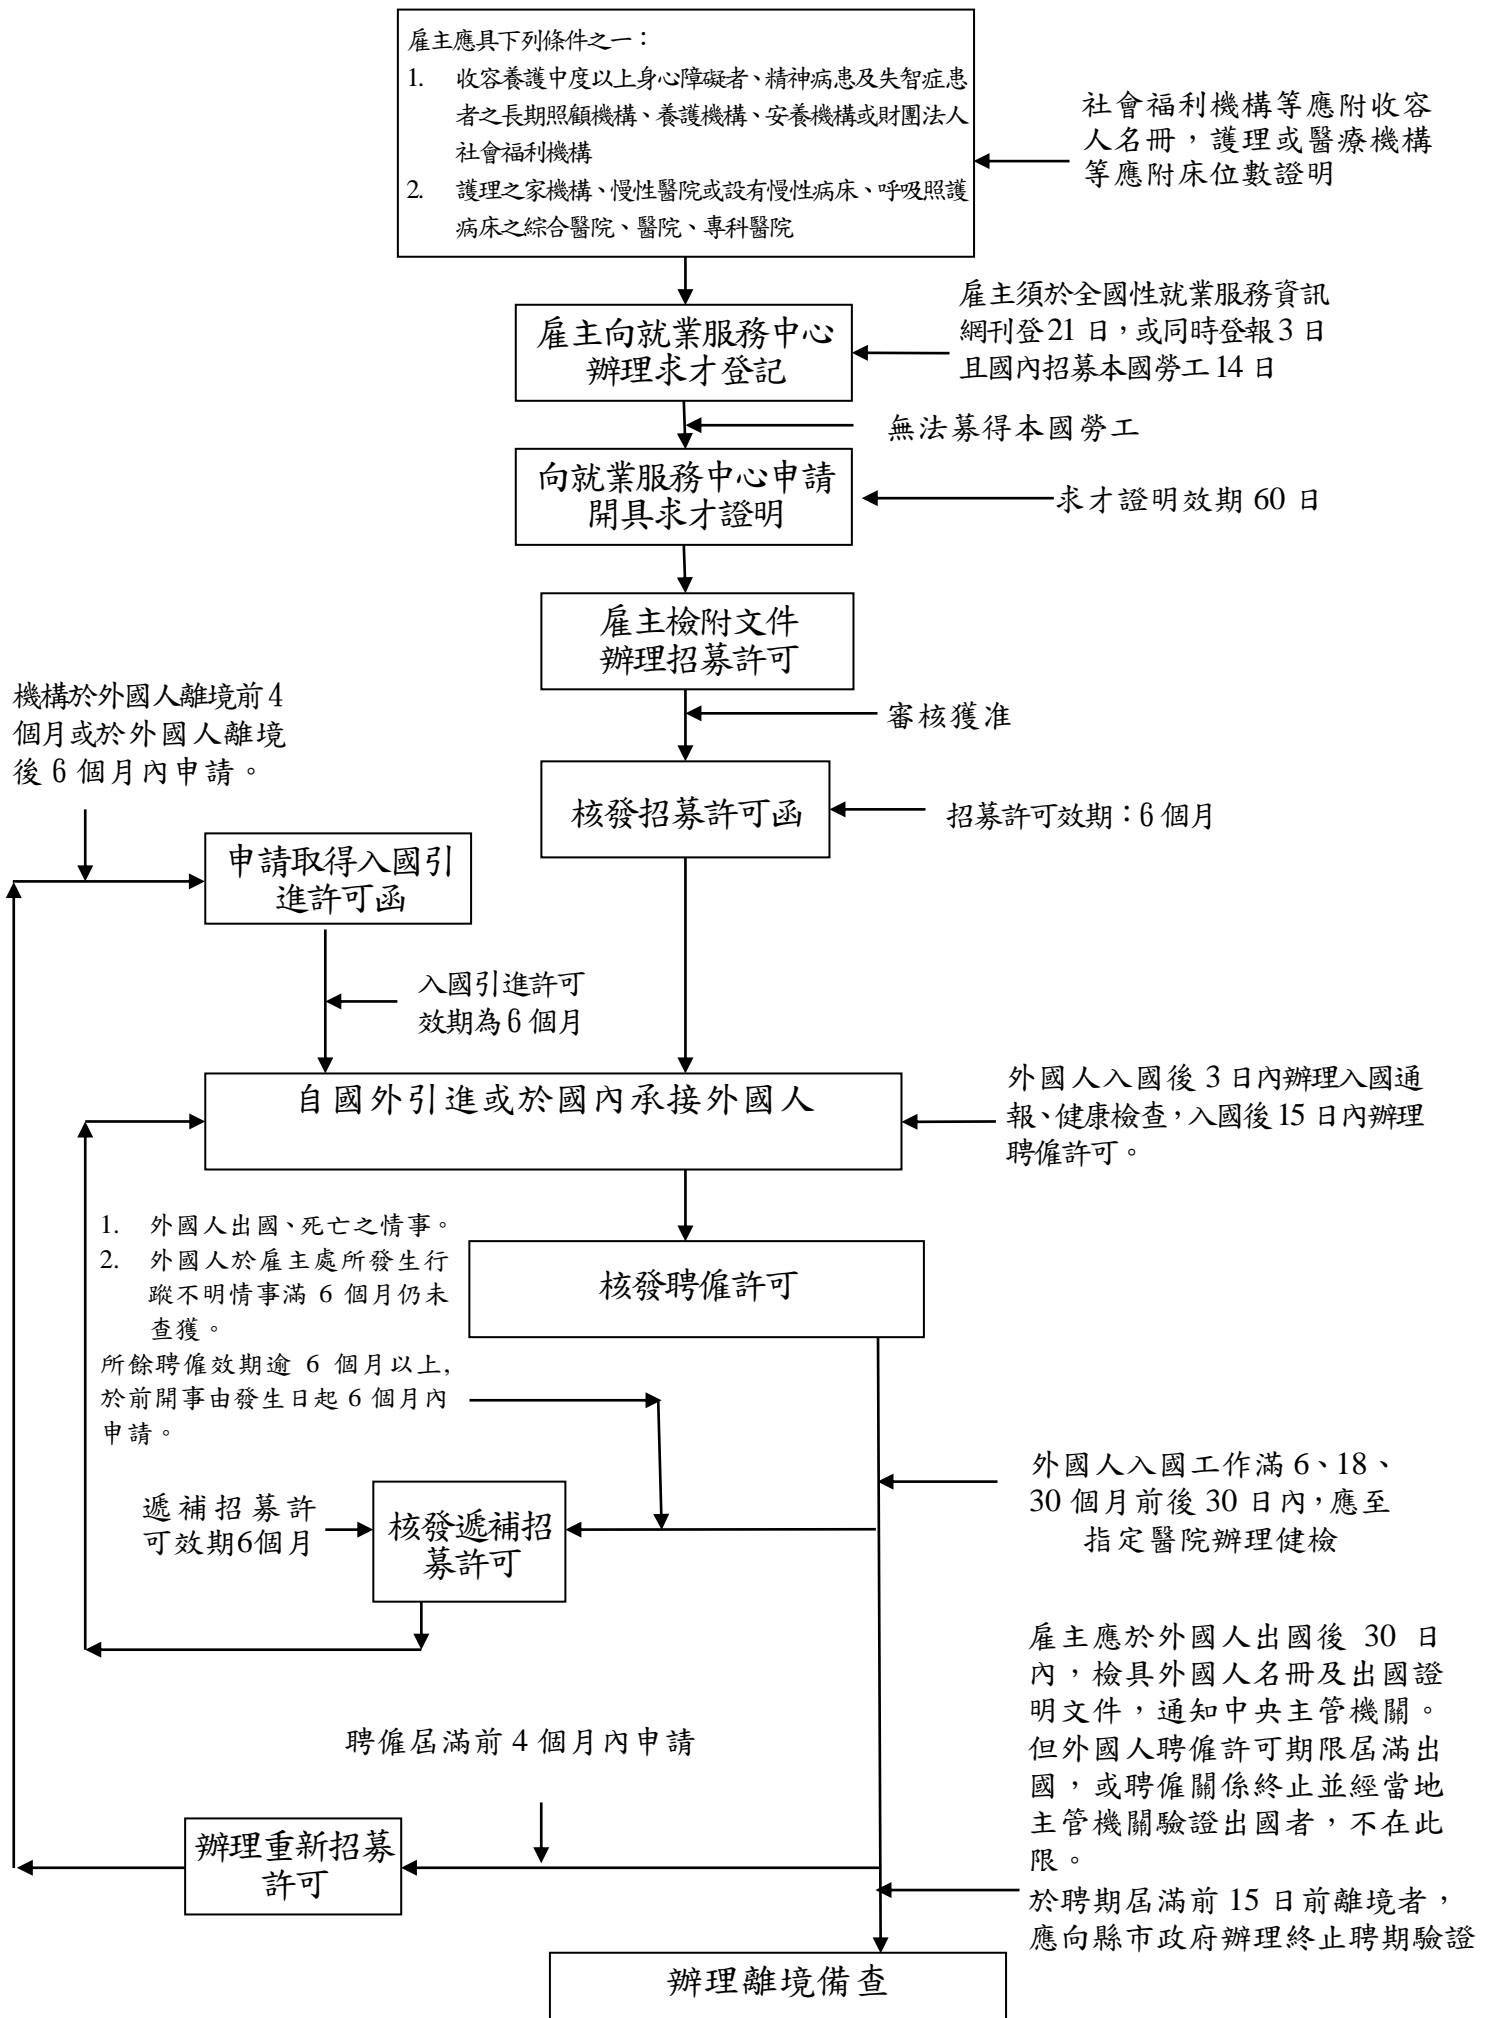 雇主應具下列條件之一：
1. 收容養護中度以上身心障礙者、精神病患及失智症患
者之長期照顧機構、養護機構、安養機構或財團法人
社會福利機構
2. 護理之家機構、慢性醫院或設有慢性病床、呼吸照護
病床之綜合醫院、醫院、專科醫院
社會福利機構等應附收容
人名冊，護理或醫療機構
等應附床位數證明
雇主向就業服務中心
辦理求才登記
雇主須於全國性就業服務資訊
網刊登21日，或同時登報3日
且國內招募本國勞工14日
無法募得本國勞工
向就業服務中心申請
開具求才證明
求才證明效期 60 日
雇主檢附文件
辦理招募許可
審核獲准
機構於外國人離境前4
個月或於外國人離境
後 6 個月內申請。
核發招募許可函
招募許可效期：6 個月
申請取得入國引
進許可函
入國引進許可
效期為6 個月
自國外引進或於國內承接外國人
外國人入國後 3 日內辦理入國通
報、健康檢查，入國後 15 日內辦理
聘僱許可。
1. 外國人出國、死亡之情事。
2. 外國人於雇主處所發生行
蹤不明情事滿 6 個月仍未
查獲。
所餘聘僱效期逾 6 個月以上,
於前開事由發生日起 6 個月內
申請。
核發聘僱許可
外國人入國工作滿 6、18、
30 個月前後 30 日內，應至
指定醫院辦理健檢
遞補招募許
可效期6個月
核發遞補招
募許可
雇主應於外國人出國後 30 日
內，檢具外國人名冊及出國證
明文件，通知中央主管機關。
但外國人聘僱許可期限屆滿出
國，或聘僱關係終止並經當地
主管機關驗證出國者，不在此
限。
聘僱屆滿前 4 個月內申請
辦理重新招募
許可
於聘期屆滿前 15 日前離境者，
應向縣市政府辦理終止聘期驗證
辦理離境備查